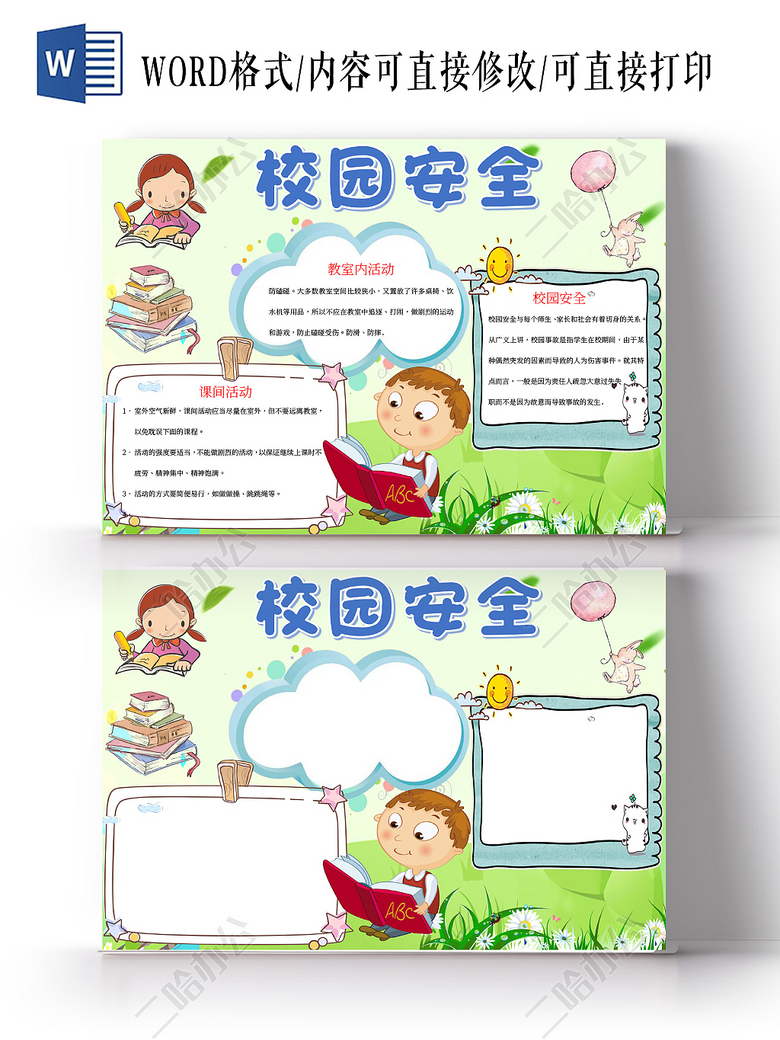 W
WORD格式/内容可直接修改/可直接打印
校园安全
教室内活动
防磕碰。大多数教室空间比较狭小,又置放了许多桌椅、饮
水机等用品,所以不应在教室中追逐、打闹,做剧烈的运动
和游戏,防止磕碰受伤。防滑、防摔。
校园安全
校园安全与每个师生、家长和社会有着切身的关系。
从广义上讲,校园事故是指学生在校期间,由于某
种偶然突发的因素而导致的人为伤害事件。就其特
点而言,一般是因为责任人疏忽大意过失失
职而不是因为故意而导致事故的发生。
课间活动
1、室外空气新鲜,课间活动应当尽量在室外,但不要远离教室,
以免耽误下面的课程。
2、活动的强度要适当,不能做剧烈的活动,以保证继续上课时不
疲劳、精神集中、精神饱满。
3、活动的方式要简便易行,如做做操、跳跳绳等。
ABC
校园安全
ABC
二哈办公